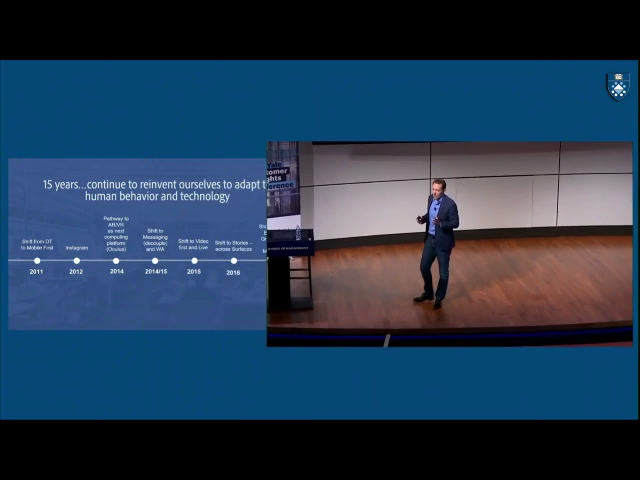 15 years...continue to reinvent ourselves to adapt t
human behavior and technology
Shift from DT
to Mobile First
2011
Instagram
2012
Pathway to
AR/VR
as next
computing
platform
(Oculus)
2014
Shift to
Messaging
(decouple)
and WA
2014/15
Shift to Video
first and Live
2015
Shift to Stories –
across Surfaces
2016